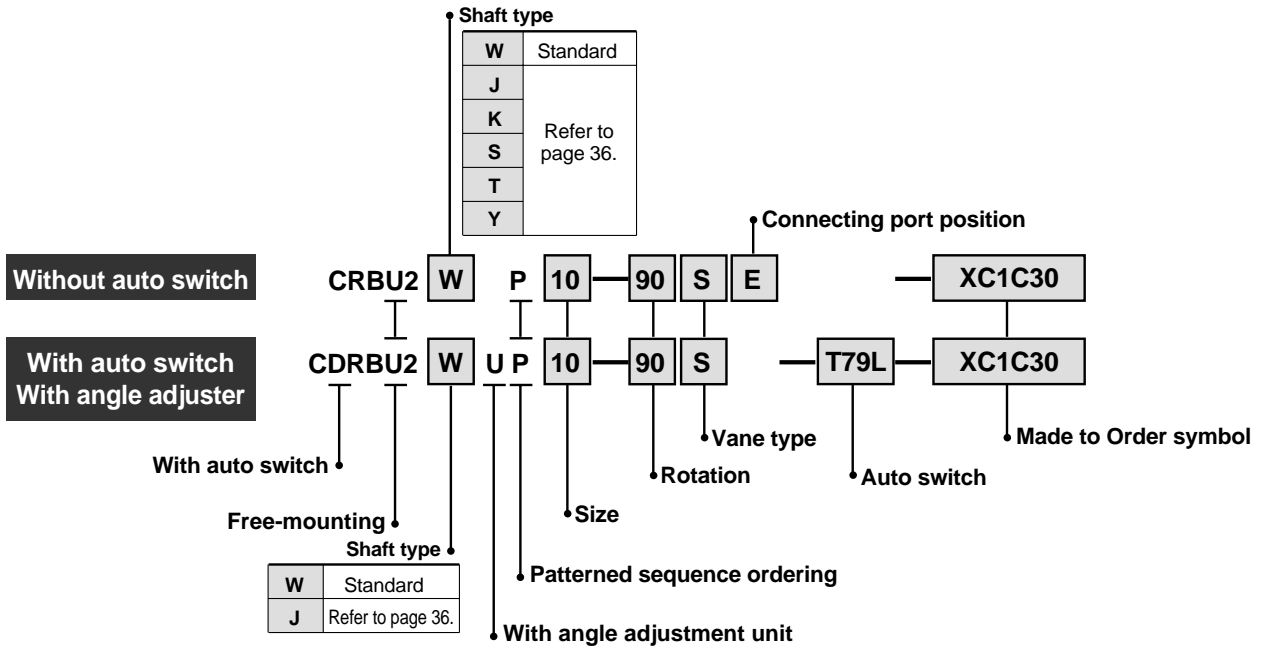 Shaft type
W Standard
J
K
S
T
Y
Refer to
page 36.
Connecting port position
Without auto switch
CRBU2 W P 10 — 90 S E — XC1C30
With auto switch
With angle adjuster
CDRBU2 W U P 10 — 90 S — T79L — XC1C30
Vane type
Made to Order symbol
With auto switch
Rotation
Auto switch
Free-mounting
Size
Shaft type
W Standard
J Refer to page 36.
Patterned sequence ordering
With angle adjustment unit